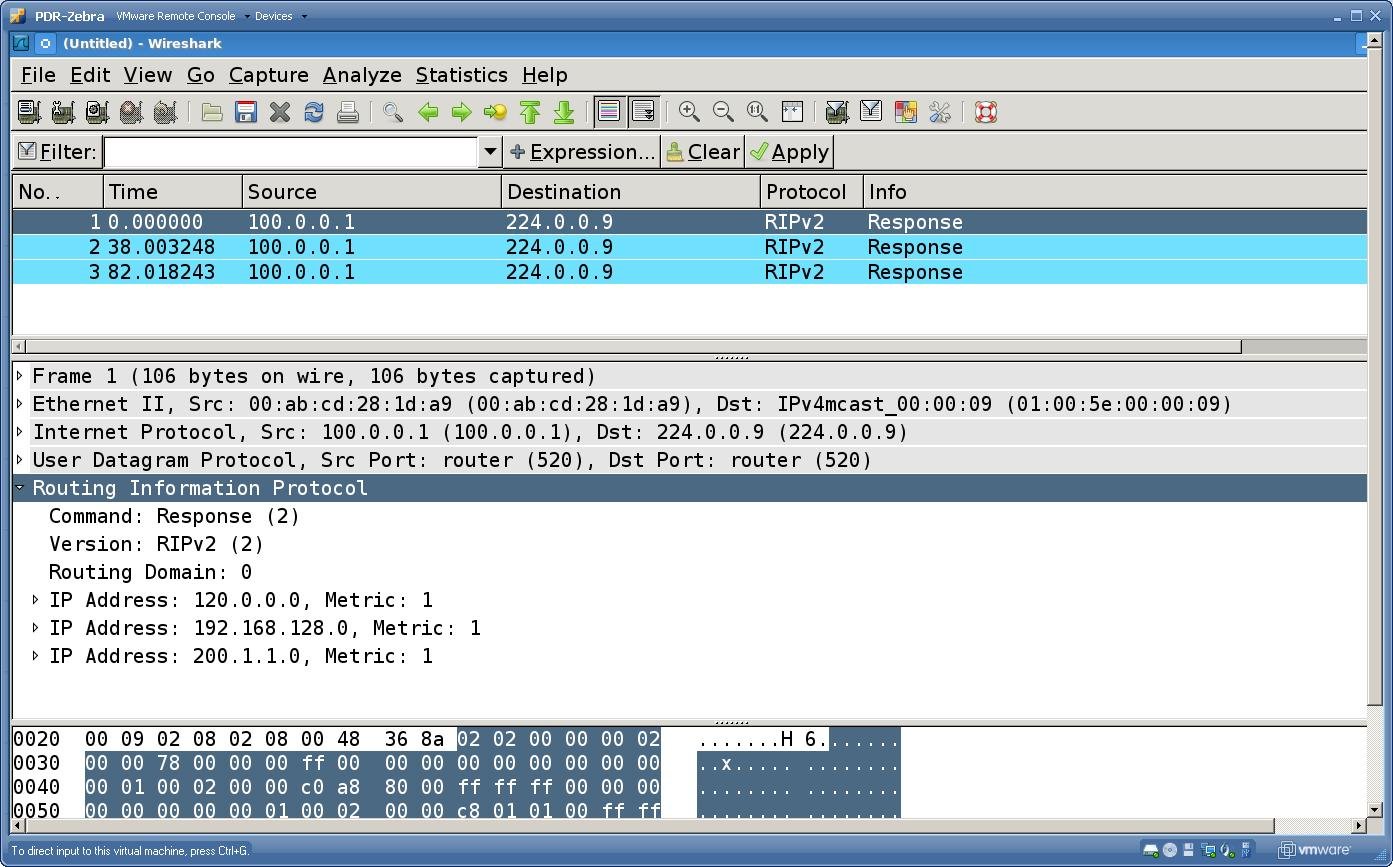 PDR-Zebra VMware Remote Console Devices
(Untitled) - Wireshark
File Edit View Go Capture Analyze Statistics Help
Filter: Expression... Clear Apply
No. . Time Source Destination Protocol Info
1 0.000000 100.0.0.1 224.0.0.9 RIPv2 Response
2 38.003248 100.0.0.1 224.0.0.9 RIPv2 Response
3 82.018243 100.0.0.1 224.0.0.9 RIPv2 Response
Frame 1 (106 bytes on wire, 106 bytes captured)
Ethernet II, Src: 00:ab:cd:28:1d:a9 (00:ab:cd:28:1d:a9), Dst: IPv4mcast_00:00:09 (01:00:5e:00:00:09)
Internet Protocol, Src: 100.0.0.1 (100.0.0.1), Dst: 224.0.0.9 (224.0.0.9)
User Datagram Protocol, Src Port: router (520), Dst Port: router (520)
Routing Information Protocol
Command: Response (2)
Version: RIPv2 (2)
Routing Domain: 0
IP Address: 120.0.0.0, Metric: 1
IP Address: 192.168.128.0, Metric: 1
IP Address: 200.1.1.0, Metric: 1
0020 00 09 02 08 02 08 00 48 36 8a 02 02 00 00 00 02 .......H 6.......
0030 00 00 78 00 00 00 ff 00 00 00 00 00 00 00 00 00 ..x..... ........
0040 00 01 00 02 00 00 c0 a8 80 00 ff ff ff 00 00 00 ........ ........
0050 00 00 00 00 00 01 00 02 00 00 c8 01 01 00 ff ff ........ ........
To direct input to this virtual machine, press Ctrl+G.
vmware